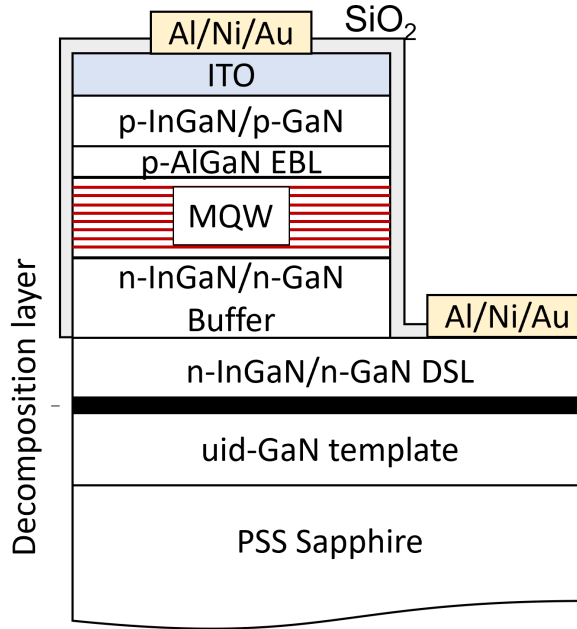 SiO₂
Al/Ni/Au
ITO
p-InGaN/p-GaN
p-AlGaN EBL
MQW
n-InGaN/n-GaN
Buffer
Al/Ni/Au
n-InGaN/n-GaN DSL
Decomposition layer
uid-GaN template
PSS Sapphire